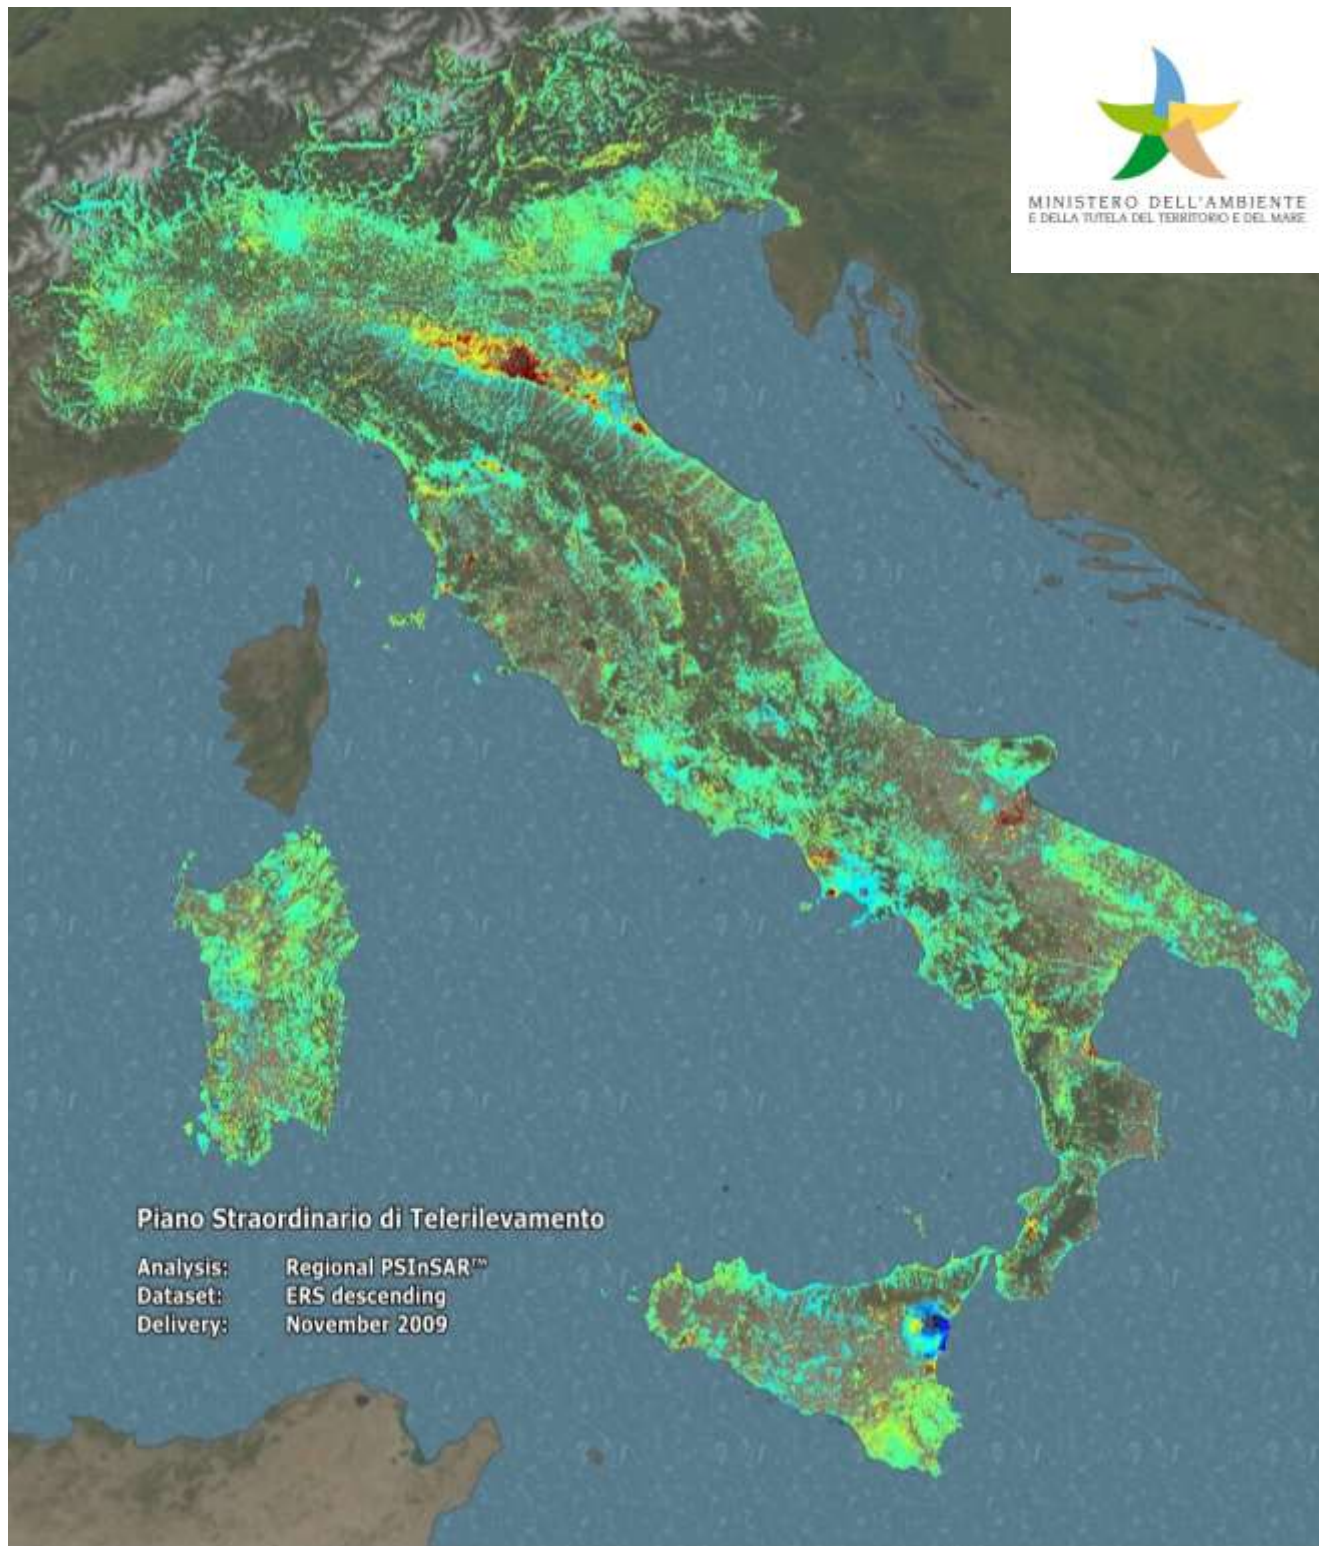 MINISTERO DELL'AMBIENTE
E DELLA TUTELA DEL TERRITORIO E DEL MARE
Piano Straordinario di Telerilevamento
Analysis: Regional PSInSAR™
Dataset: ERS descending
Delivery: November 2009